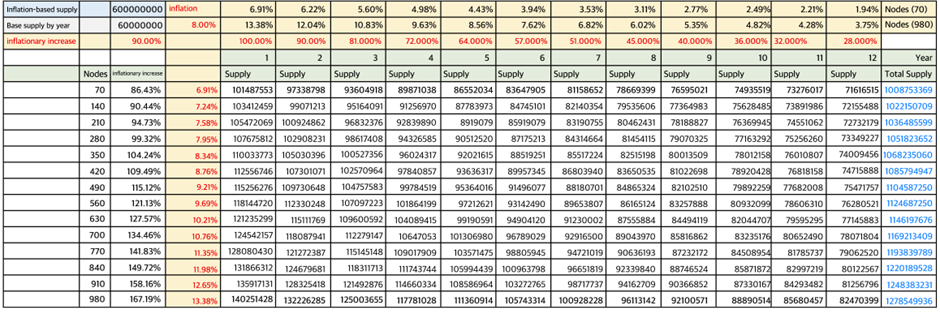 Inflation-based supply 600000000 inflation 6.91% 6.22% 5.60% 4.98% 4.43% 3.94% 3.53% 3.11% 2.77% 2.49% 2.21% 1.94% Nodes (70)
Base supply by year 60000000 8.00% 13.38% 12.04% 10.83% 9.63% 8.56% 7.62% 6.82% 6.02% 5.35% 4.82% 4.28% 3.75% Nodes (980)
inflationary increase 90.00% 100.00% 90.00% 81.000% 72.000% 64.000% 57.000% 51.000% 45.000% 40.000% 36.000% 32.000% 28.000%
1 2 3 4 5 6 7 8 9 10 11 12 Year
Nodes inflationary increase Supply Supply Supply Supply Supply Supply Supply Supply Supply Supply Supply Supply Total Supply
70 86.43% 6.91% 101487553 97338798 93604918 89871038 86552034 83647905 81158652 78669399 76595021 74935519 73276017 71616515 1008753369
140 90.44% 7.24% 103412459 99071213 95164091 91256970 87783973 84745101 82140354 79535606 77364983 75628485 73891986 72155488 1022150709
210 94.73% 7.58% 105472069 100924862 96832376 92839890 8919079 85919079 83190755 80462431 78188827 76369945 74551062 72732179 1036485599
280 99.32% 7.95% 107675812 102908231 98617408 94326585 90512520 87175213 84314664 81454115 79070325 77163292 75256260 73349227 1051823652
350 104.24% 8.34% 110033773 105030396 100527356 96024317 92021615 88519251 85517224 82515198 80013509 78012158 76010807 74009456 1068235060
420 109.49% 8.76% 112556746 107301071 102570964 97840857 93636317 89957345 86803940 83650535 81022698 78920428 76818158 74715888 1085794947
490 115.12% 9.21% 115256276 109730648 104757583 99784519 95364016 91496077 88180701 84865324 82102510 79892259 77682008 75471757 1104587250
560 121.13% 9.69% 118144720 112330248 107097223 101864199 97212621 93142490 89653807 86165124 83257888 80932099 78606310 76280521 1124687250
630 127.57% 10.21% 121235299 115111769 109600592 104089415 99190591 94904120 91230002 87555884 84494119 82044707 79595295 77145883 1146197676
700 134.46% 10.76% 124542157 118087941 112279147 10647053 101306980 96789029 92916500 89043970 85816862 83235176 80652490 78071804 1169213409
770 141.83% 11.35% 128080430 121272387 115145148 109017909 103571475 98805945 94721019 90636193 87232172 84508954 81785737 79062520 1193839789
840 149.72% 11.98% 131866312 124679681 118311713 111743744 105994439 100963798 96651819 92339840 88746524 85871872 82997219 80122567 1220189528
910 158.16% 12.65% 135917131 128325418 121492876 114660334 108586964 103272765 98717737 94162709 90366852 87330167 84293482 81256796 1248383231
980 167.19% 13.38% 140251428 132226285 125003655 117781028 111360914 105743314 100928228 96113142 92100571 88890514 85680457 82470399 1278549936